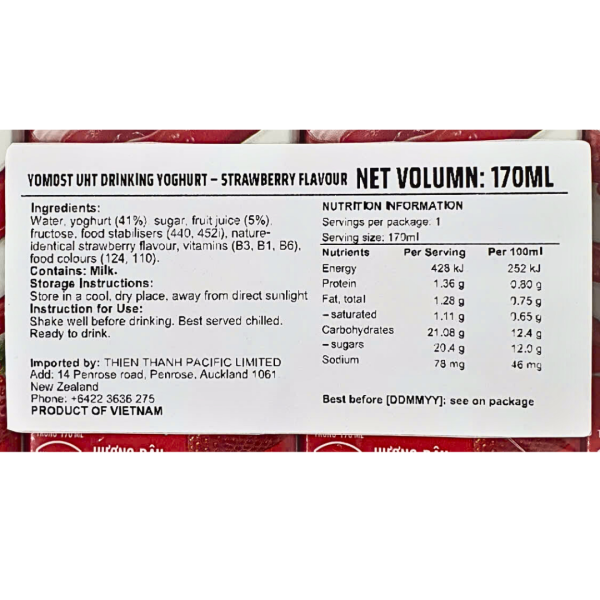 YOMOST UHT DRINKING YOGHURT – STRAWBERRY FLAVOUR NET VOLUMN: 170ML
Ingredients:
Water, yoghurt (41%), sugar, fruit juice (5%),
fructose, food stabilisers (440, 452i), nature-
identical strawberry flavour, vitamins (B3, B1, B6),
food colours (124, 110).
Contains: Milk.
Storage Instructions:
Store in a cool, dry place, away from direct sunlight
Instruction for Use:
Shake well before drinking. Best served chilled.
Ready to drink.
Imported by: THIEN THANH PACIFIC LIMITED
Add: 14 Penrose road, Penrose, Auckland 1061
New Zealand
Phone: +6422 3636 275
PRODUCT OF VIETNAM
NUTRITION INFORMATION
Servings per package: 1
Serving size: 170ml
Nutrients Per Serving Per 100ml
Energy 428 kJ 252 kJ
Protein 1.36 g 0.80 g
Fat, total 1.28 g 0.75 g
– saturated 1.11 g 0.65 g
Carbohydrates 21.08 g 12.4 g
– sugars 20.4 g 12.0 g
Sodium 78 mg 46 mg
Best before [DDMMYY]: see on package